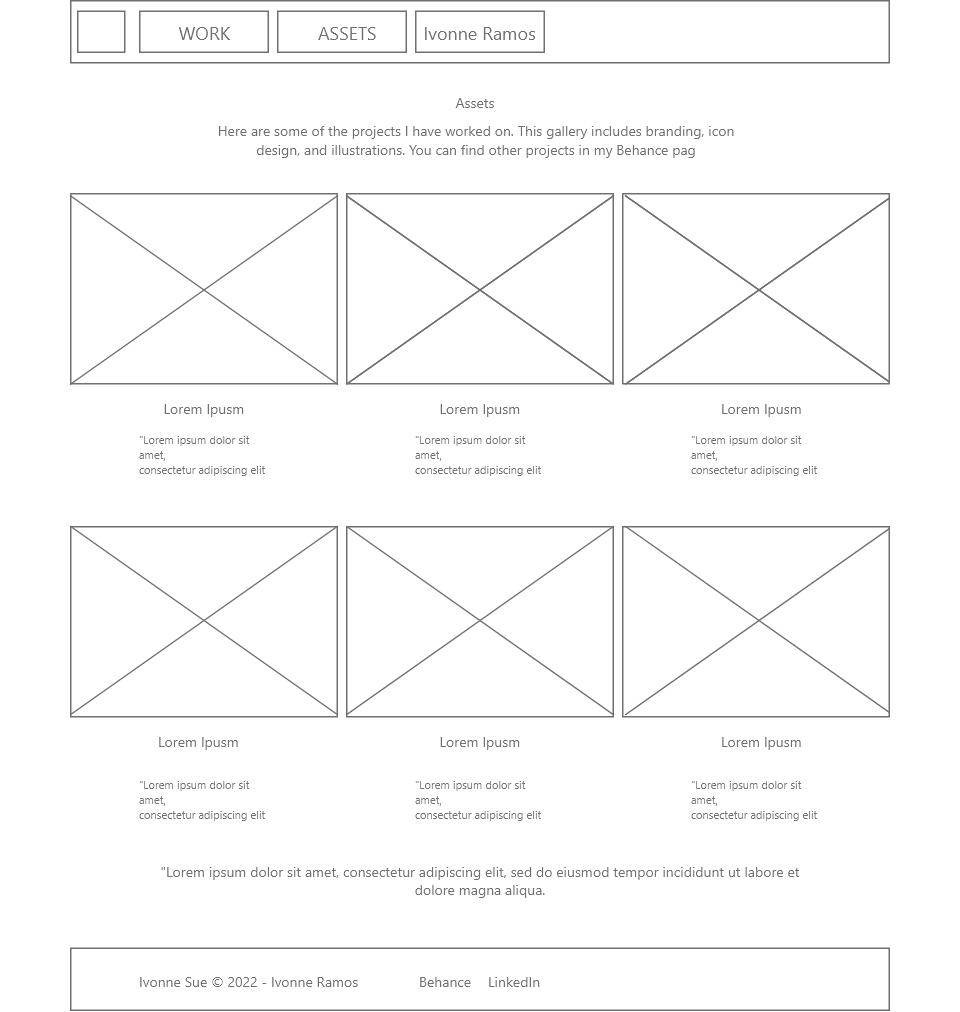 WORK ASSETS Ivonne Ramos
Assets
Here are some of the projects I have worked on. This gallery includes branding, icon
design, and illustrations. You can find other projects in my Behance pag
Lorem Ipusm Lorem Ipusm Lorem Ipusm
"Lorem ipsum dolor sit
amet,
consectetur adipiscing elit
"Lorem ipsum dolor sit
amet,
consectetur adipiscing elit
"Lorem ipsum dolor sit
amet,
consectetur adipiscing elit
Lorem Ipusm Lorem Ipusm Lorem Ipusm
"Lorem ipsum dolor sit
amet,
consectetur adipiscing elit
"Lorem ipsum dolor sit
amet,
consectetur adipiscing elit
"Lorem ipsum dolor sit
amet,
consectetur adipiscing elit
"Lorem ipsum dolor sit amet, consectetur adipiscing elit, sed do eiusmod tempor incididunt ut labore et
dolore magna aliqua.
Ivonne Sue © 2022 - Ivonne Ramos Behance LinkedIn